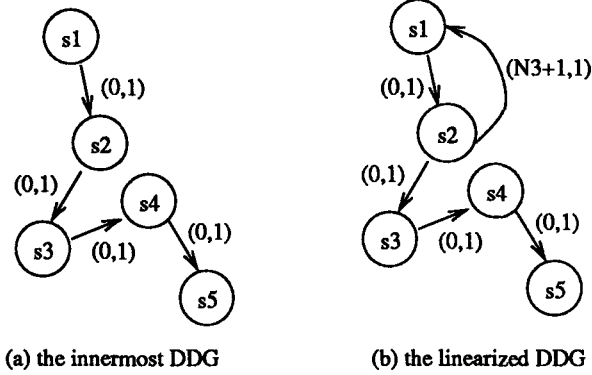 s1
(0,1)
s2
(0,1)
s3
(0,1)
s4
(0,1)
s5
(a) the innermost DDG
s1
(0,1)
(N3+1,1)
s2
(0,1)
s3
(0,1)
s4
(0,1)
s5
(b) the linearized DDG